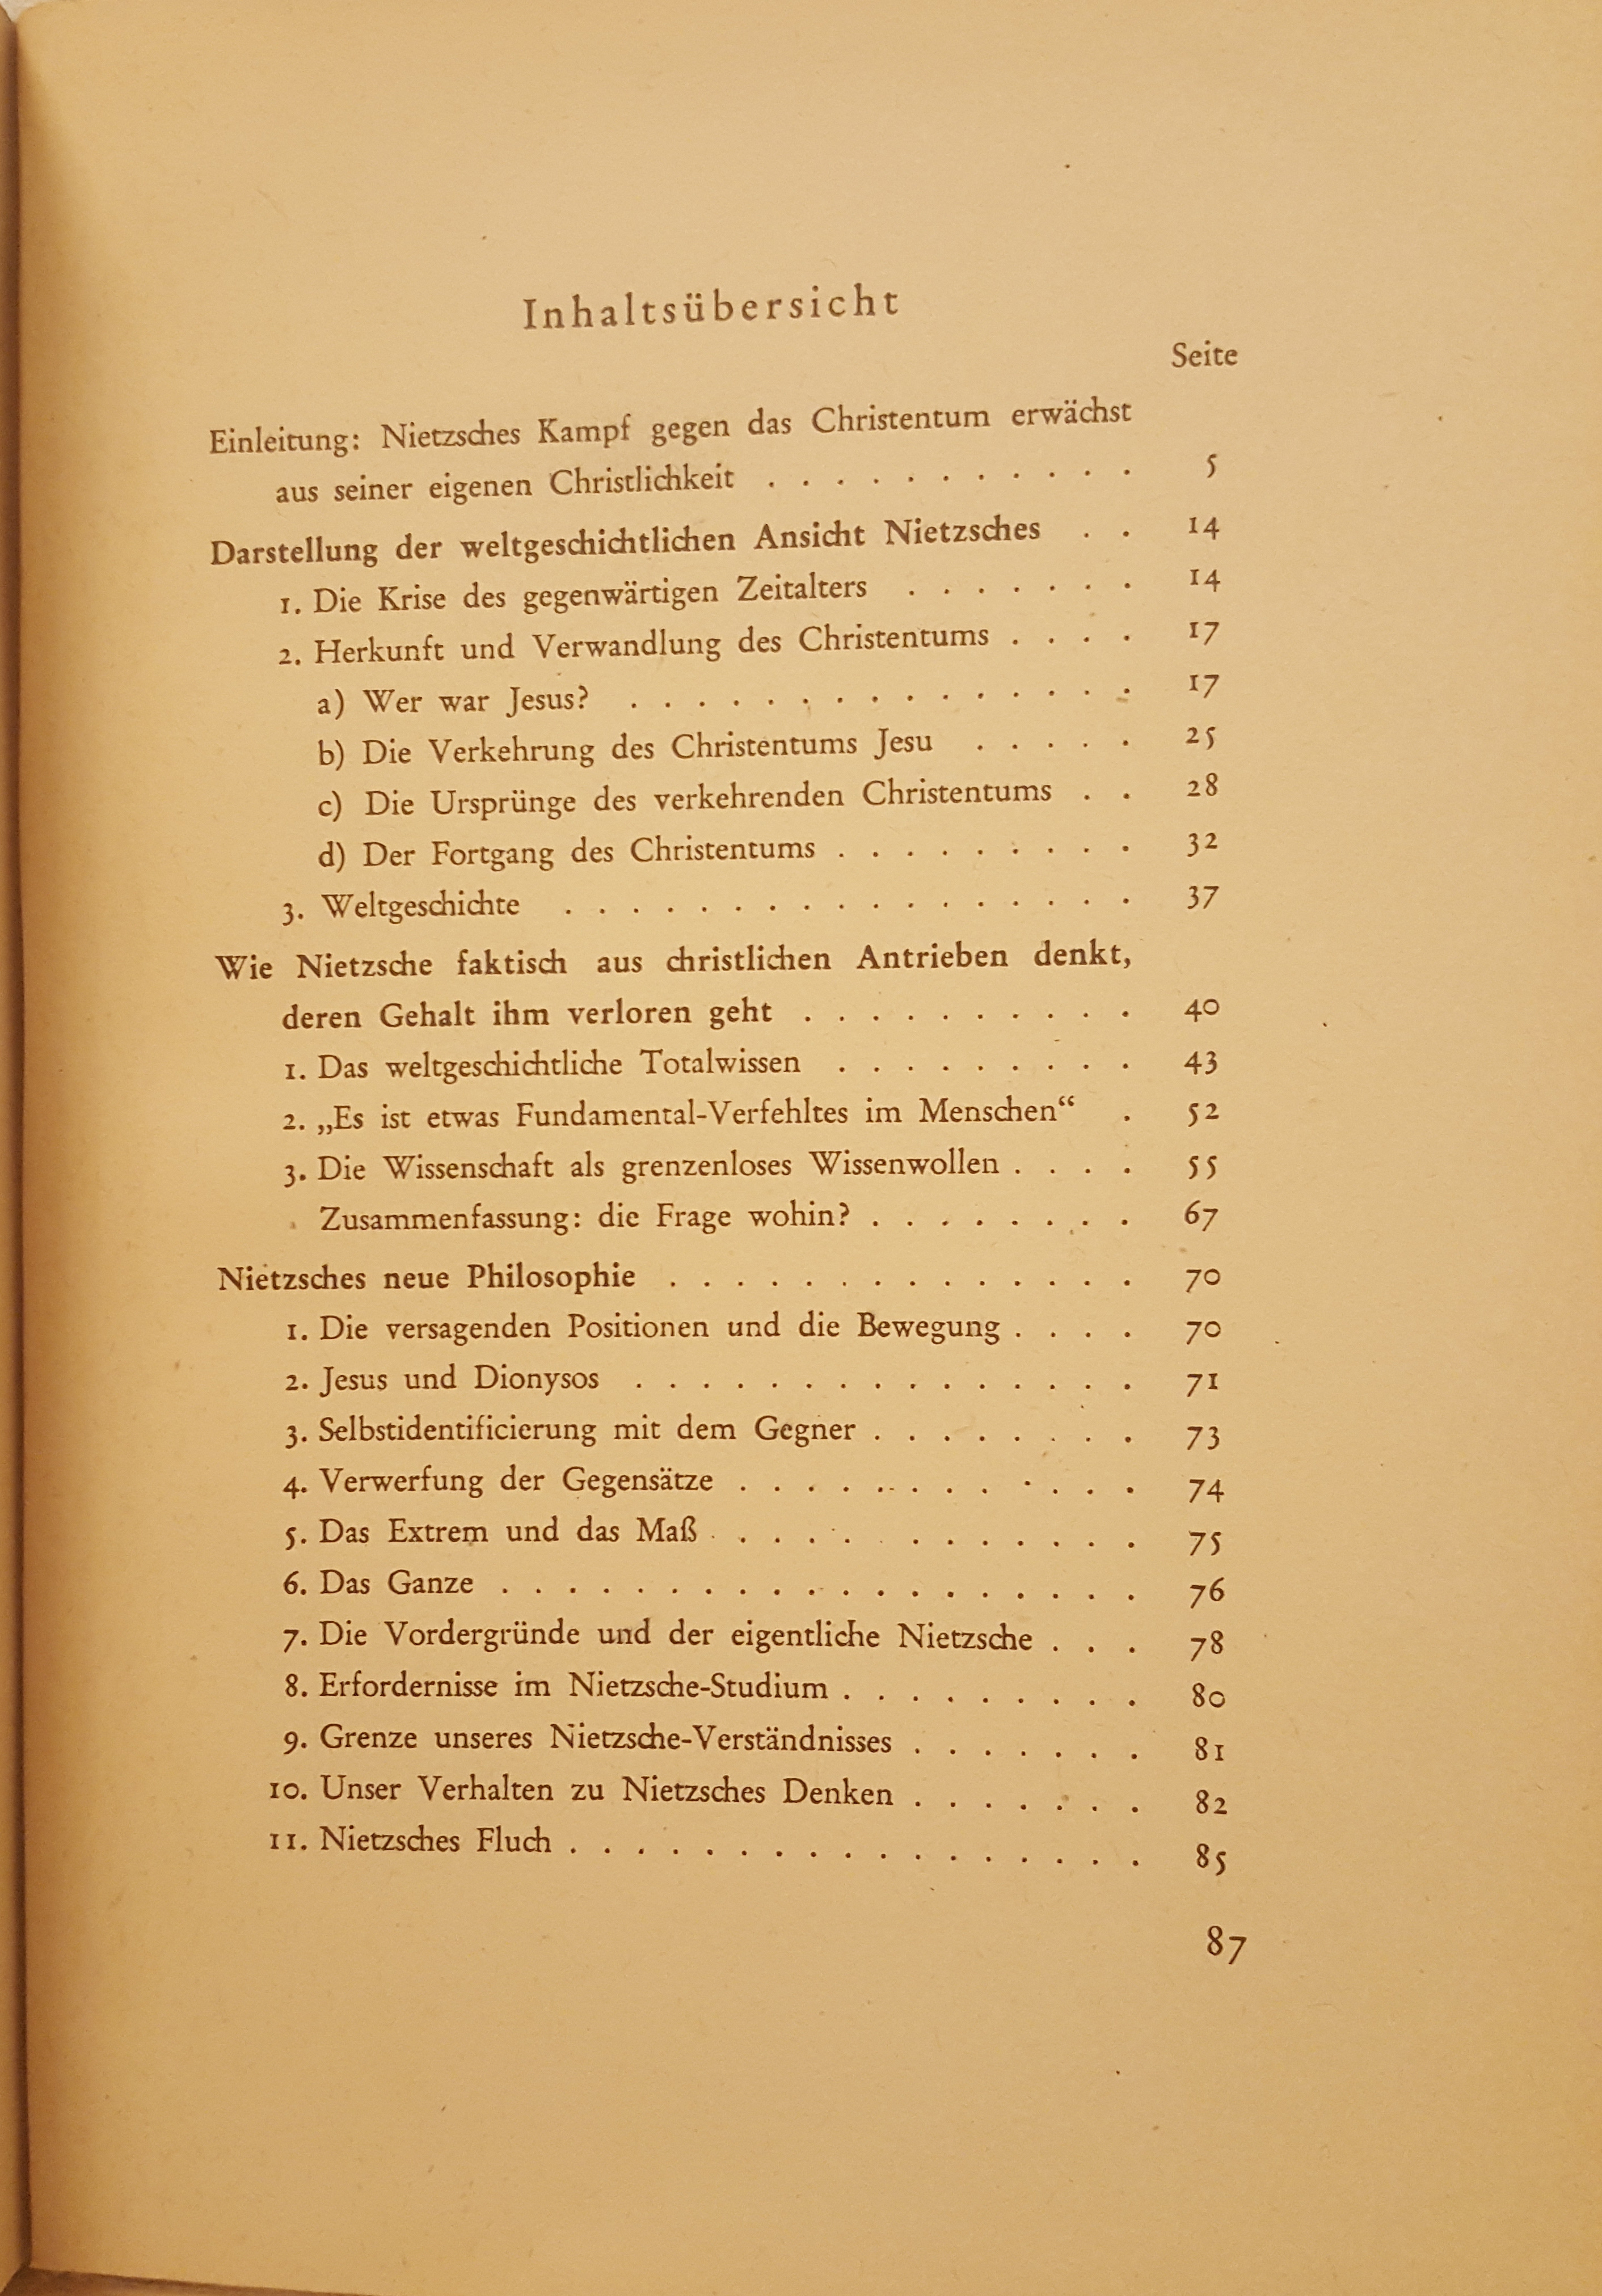 Inhaltsübersicht
Seite
Einleitung: Nietzsches Kampf gegen das Christentum erwächst
aus seiner eigenen Christlichkeit . . . . . . . . . . . 5
Darstellung der weltgeschichtlichen Ansicht Nietzsches . . 14
1. Die Krise des gegenwärtigen Zeitalters . . . . . . . 14
2. Herkunft und Verwandlung des Christentums . . . . 17
a) Wer war Jesus? . . . . . . . . . . . . . . . 17
b) Die Verkehrung des Christentums Jesu . . . . . 25
c) Die Ursprünge des verkehrenden Christentums . . 28
d) Der Fortgang des Christentums . . . . . . . . . 32
3. Weltgeschichte . . . . . . . . . . . . . . . . . 37
Wie Nietzsche faktisch aus christlichen Antrieben denkt,
deren Gehalt ihm verloren geht . . . . . . . . . . 40
1. Das weltgeschichtliche Totalwissen . . . . . . . . . 43
2. „Es ist etwas Fundamental-Verfehltes im Menschen“ . 52
3. Die Wissenschaft als grenzenloses Wissenwollen . . . . 55
Zusammenfassung: die Frage wohin? . . . . . . . . 67
Nietzsches neue Philosophie . . . . . . . . . . . . . . 70
1. Die versagenden Positionen und die Bewegung . . . . 70
2. Jesus und Dionysos . . . . . . . . . . . . . . . 71
3. Selbstidentificierung mit dem Gegner . . . . . . . . 73
4. Verwerfung der Gegensätze . . . . . . . . . . . . 74
5. Das Extrem und das Maß . . . . . . . . . . . . . 75
6. Das Ganze . . . . . . . . . . . . . . . . . . . 76
7. Die Vordergründe und der eigentliche Nietzsche . . . 78
8. Erfordernisse im Nietzsche-Studium . . . . . . . . . 80
9. Grenze unseres Nietzsche-Verständnisses . . . . . . . 81
10. Unser Verhalten zu Nietzsches Denken . . . . . . . 82
11. Nietzsches Fluch . . . . . . . . . . . . . . . . . 85
87